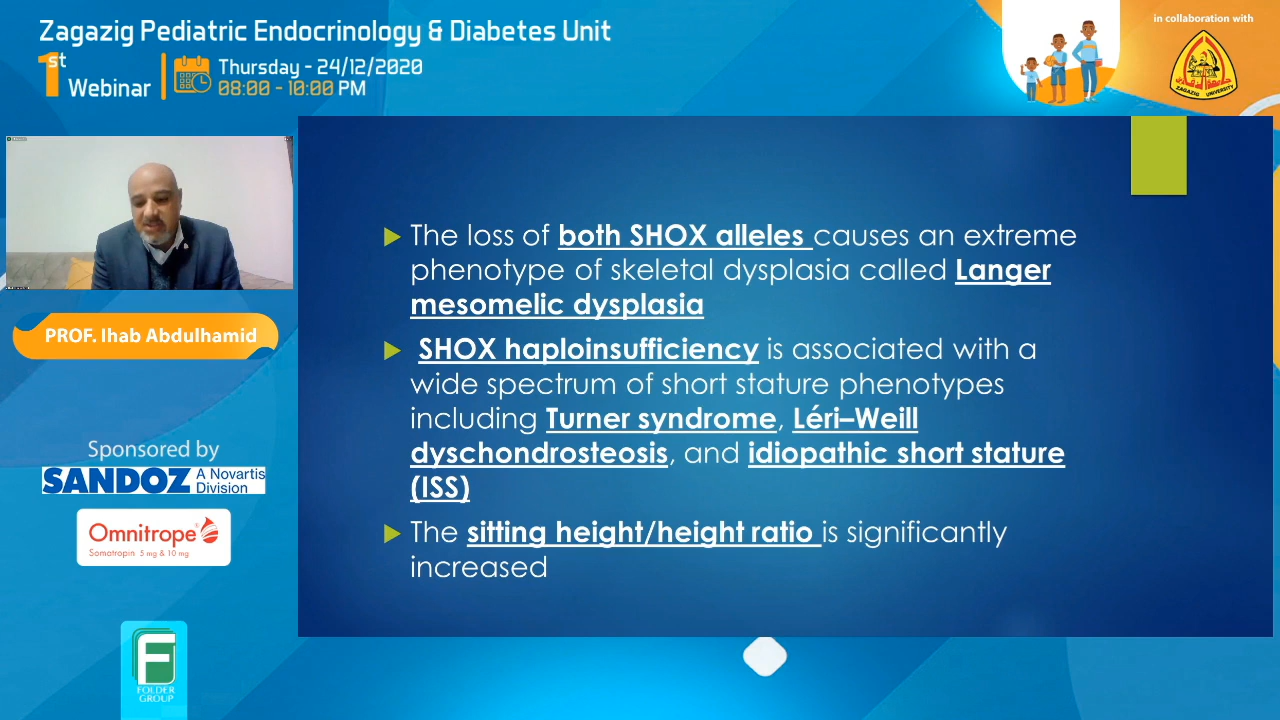 Zagazig Pediatric Endocrinology & Diabetes Unit
1st Webinar
Thursday - 24/12/2020
08:00 - 10:00 PM
in collaboration with
ZAGAZIG UNIVERSITY
PROF. Ihab Abdulhamid
Sponsored by
SANDOZ A Novartis
Division
Omnitrope®
Somatropin 5 mg & 10 mg
FOLDER
GROUP
The loss of both SHOX alleles causes an extreme
phenotype of skeletal dysplasia called Langer
mesomelic dysplasia
SHOX haploinsufficiency is associated with a
wide spectrum of short stature phenotypes
including Turner syndrome, Léri–Weill
dyschondrosteosis, and idiopathic short stature
(ISS)
The sitting height/height ratio is significantly
increased